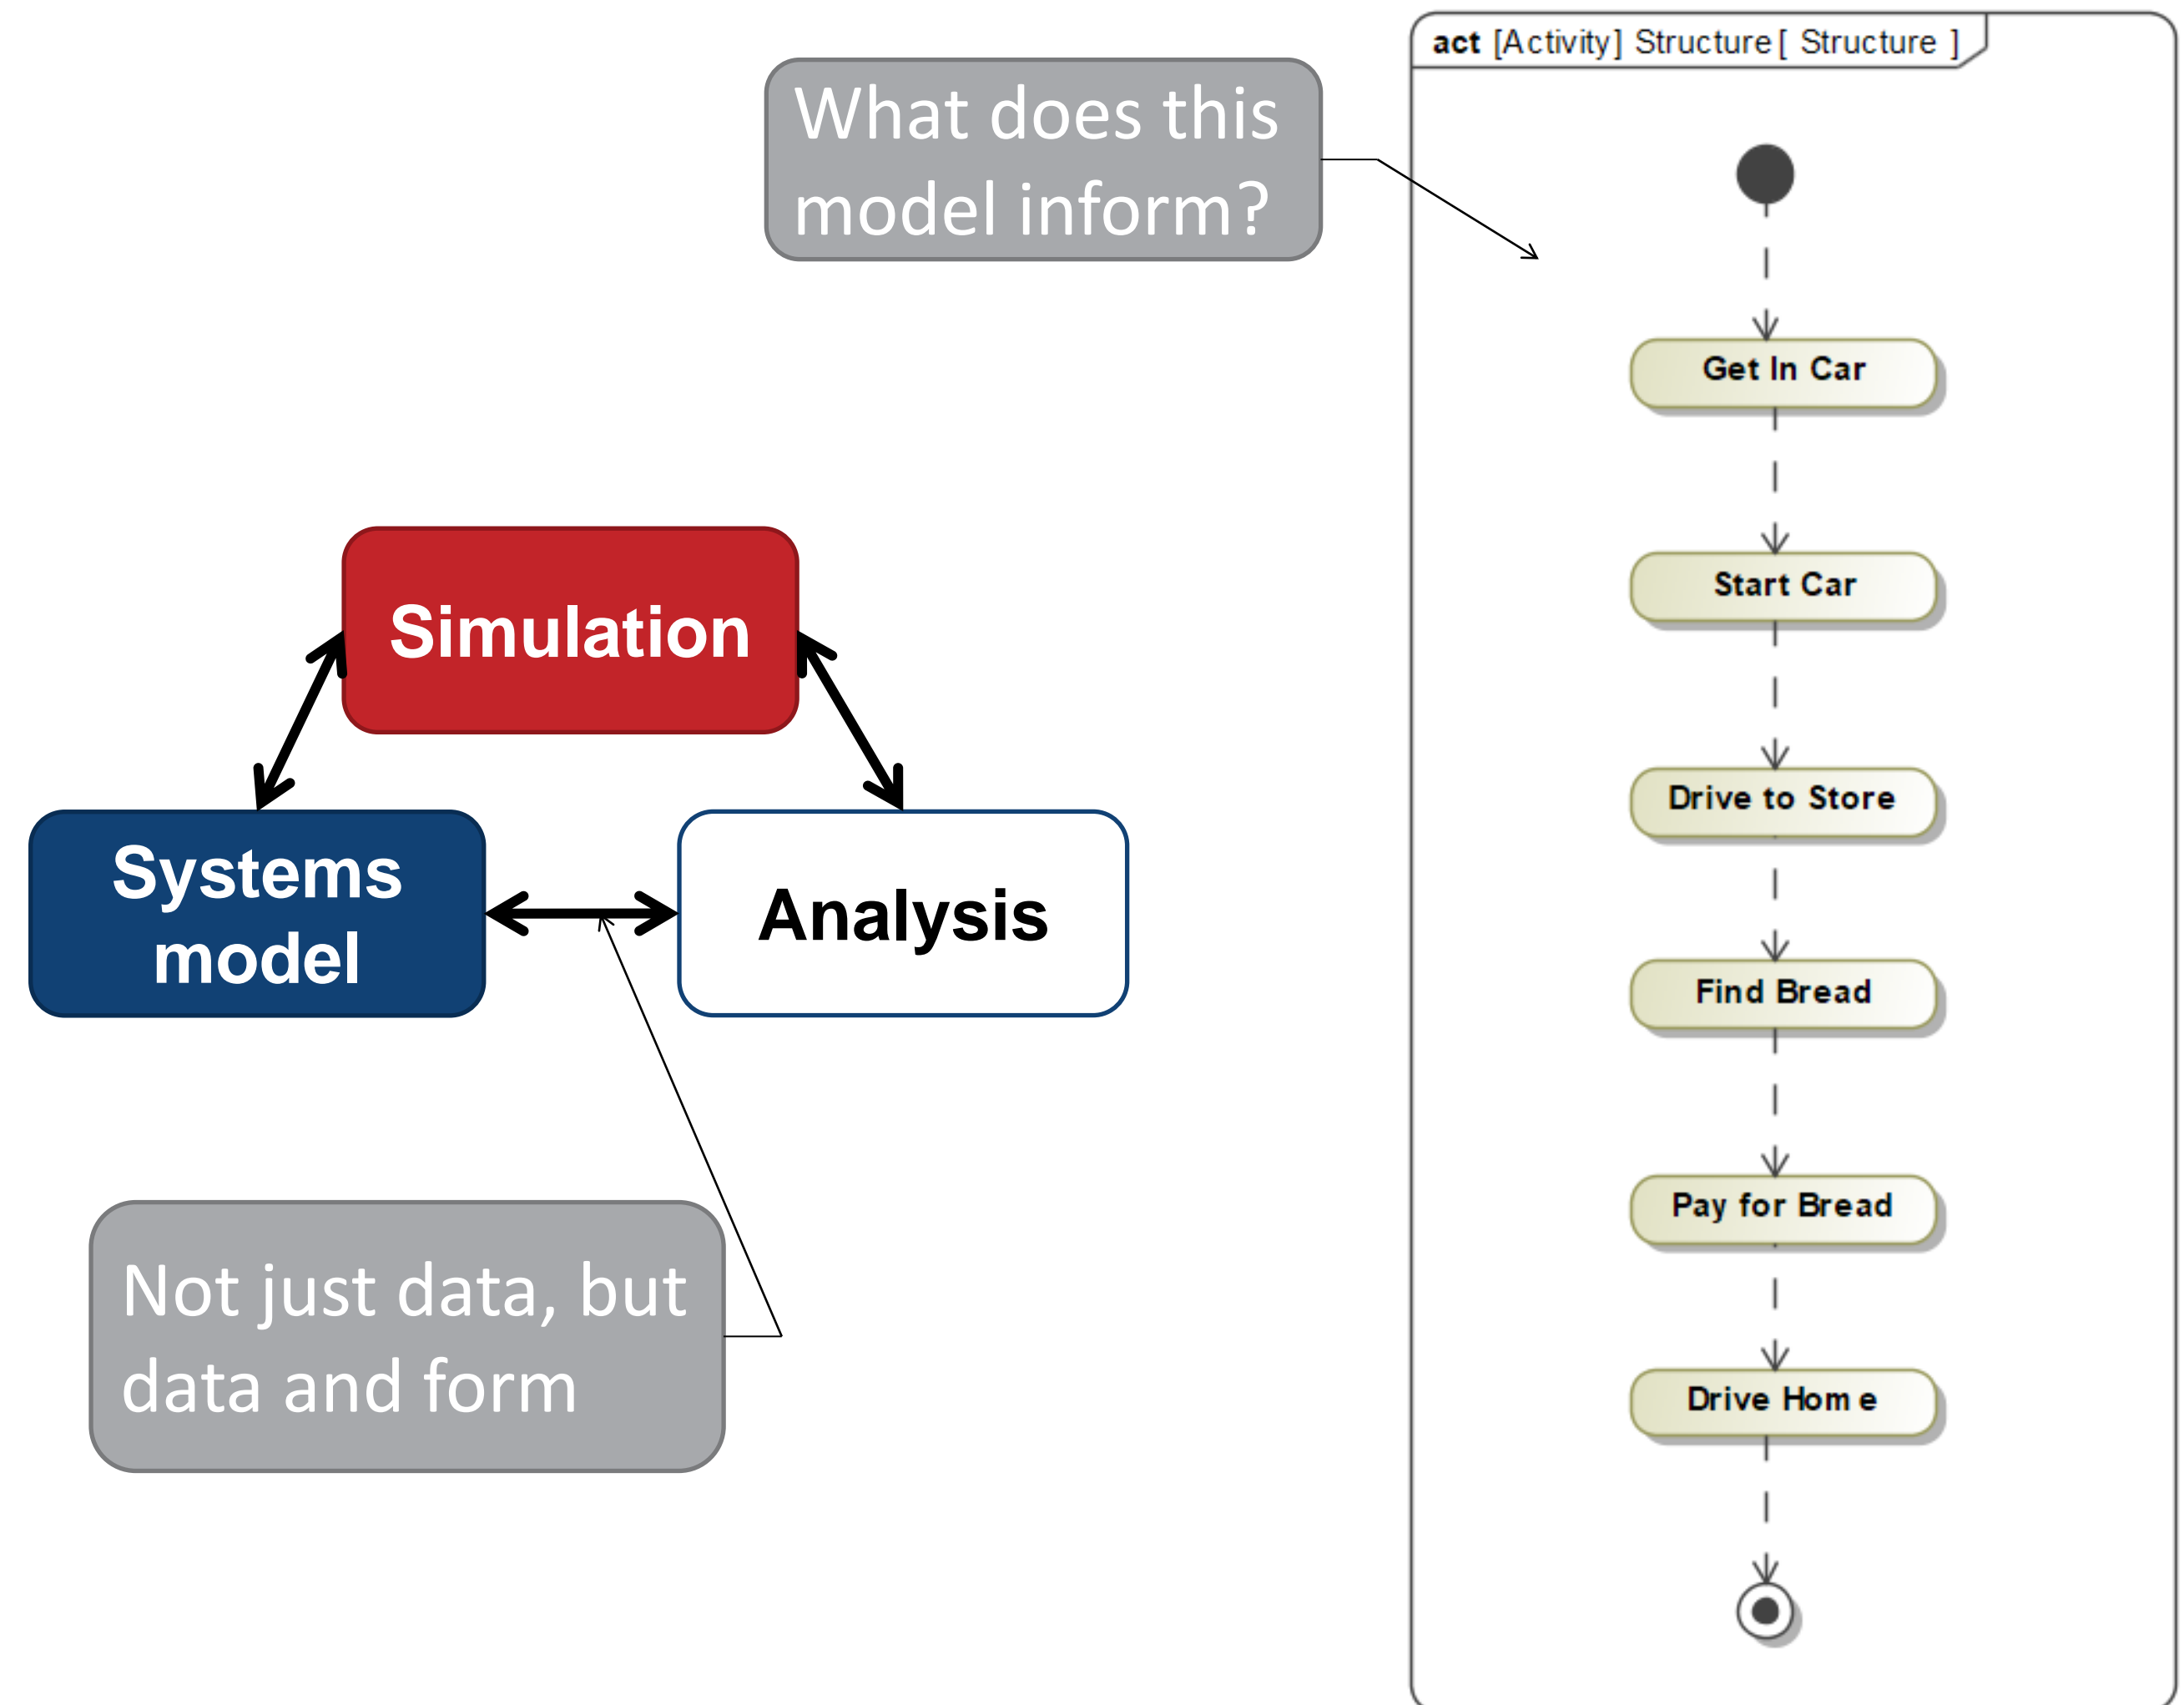 What does this
model inform?
Simulation
Systems
model
Analysis
Not just data, but
data and form
act [Activity] Structure[ Structure ]
Get In Car
Start Car
Drive to Store
Find Bread
Pay for Bread
Drive Home